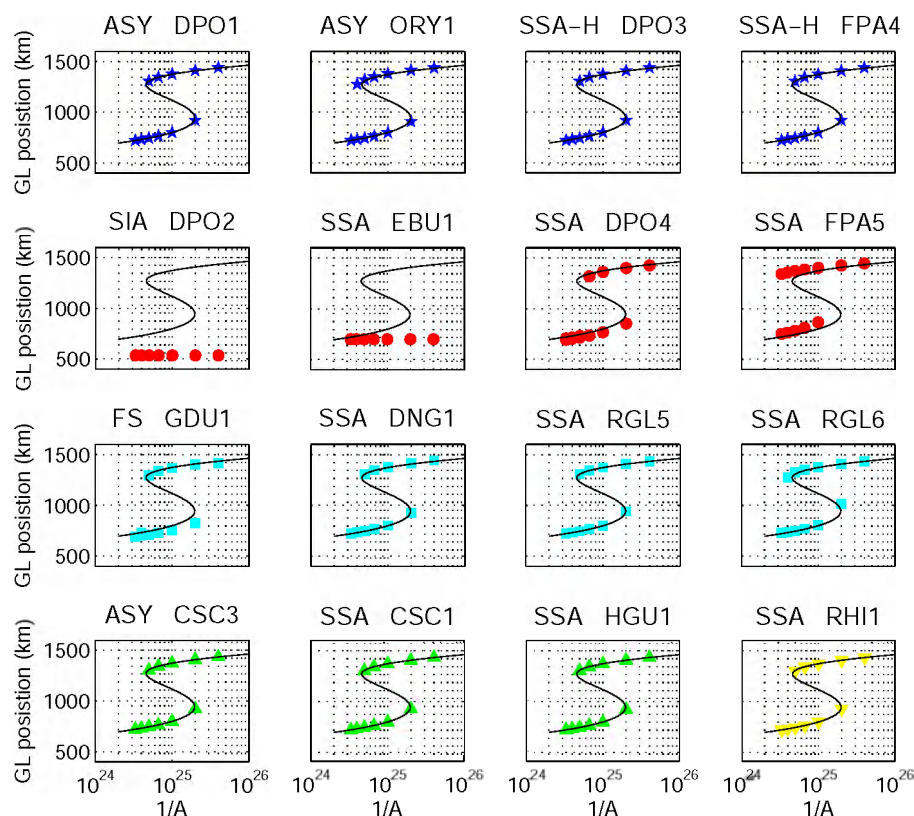 ASY DPO1 ASY ORY1 SSA-H DPO3 SSA-H FPA4
GL posistion (km)
1500
1000
500
SIA DPO2 SSA EBU1 SSA DPO4 SSA FPA5
GL position (km)
1500
1000
500
FS GDU1 SSA DNG1 SSA RGL5 SSA RGL6
GL position (km)
1500
1000
500
ASY CSC3 SSA CSC1 SSA HGU1 SSA RHI1
GL position (km)
1500
1000
500
10^24 10^25 10^26 10^24 10^25 10^26 10^24 10^25 10^26 10^24 10^25 10^26
1/A 1/A 1/A 1/A